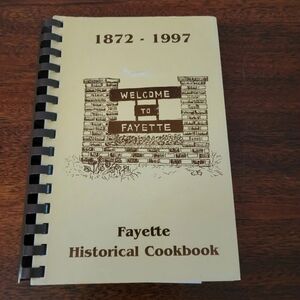 1872 - 1997
WELCOME
TO
FAYETTE
Fayette
Historical Cookbook